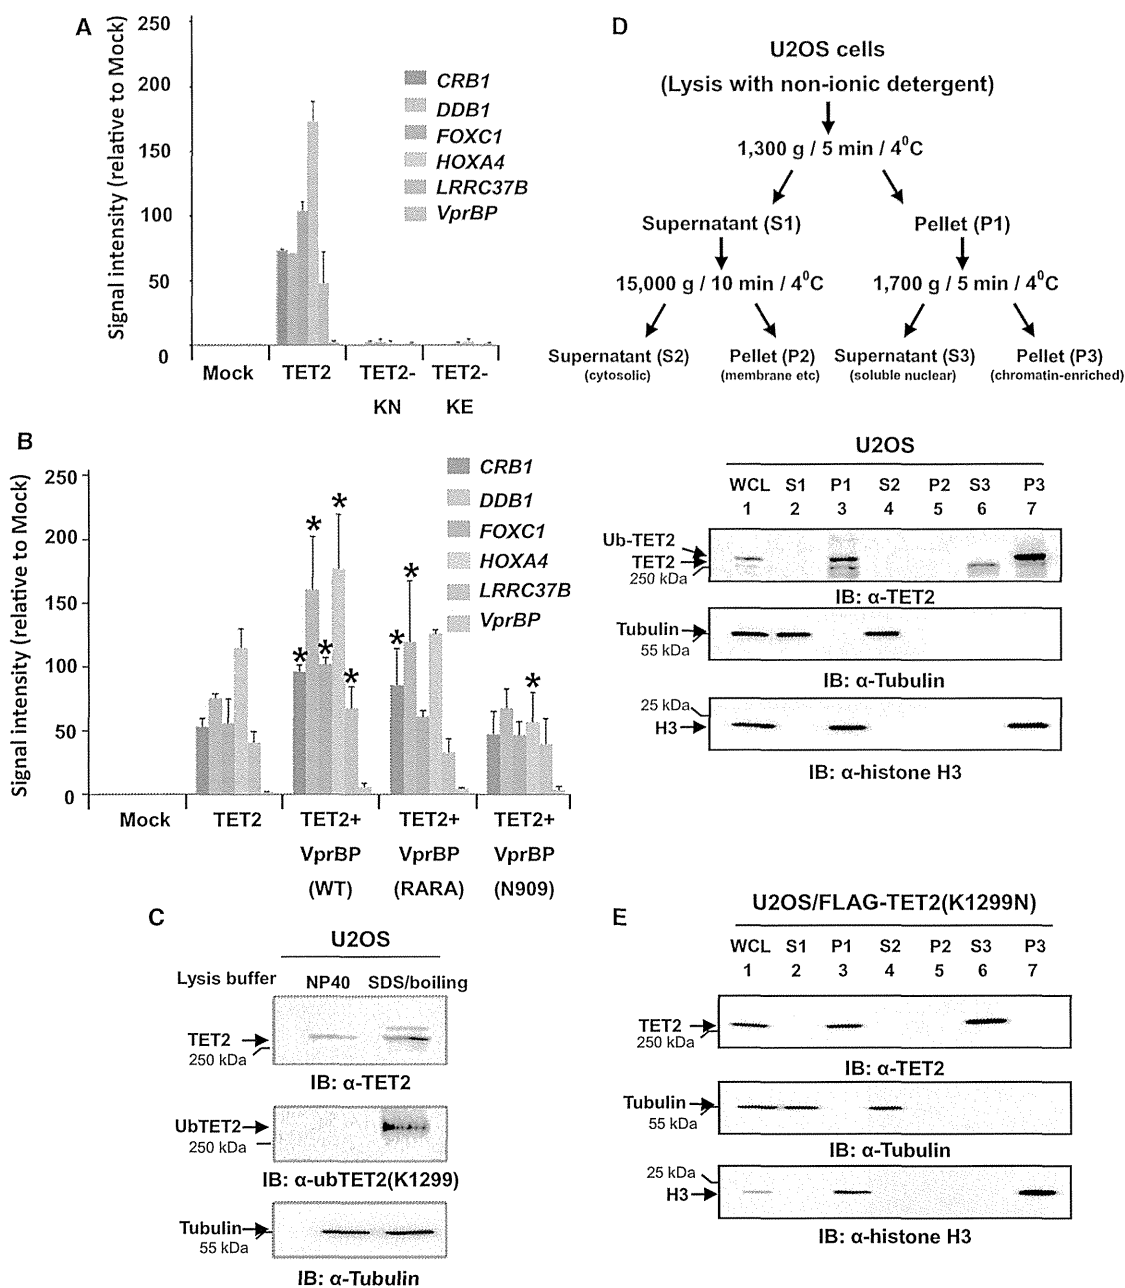 A
Signal intensity (relative to Mock)
250
200
150
100
50
0
CRB1
DDB1
FOXC1
HOXA4
LRRC37B
VprBP
Mock
TET2
TET2-
KN
TET2-
KE
B
Signal intensity (relative to Mock)
250
200
150
100
50
0
CRB1
DDB1
FOXC1
HOXA4
LRRC37B
VprBP
* * * * *
* *
*
Mock
TET2
TET2+
VprBP
(WT)
TET2+
VprBP
(RARA)
TET2+
VprBP
(N909)
C
U2OS
Lysis buffer NP40 SDS/boiling
TET2
250 kDa
IB: α-TET2
UbTET2
250 kDa
IB: α-ubTET2(K1299)
Tubulin
55 kDa
IB: α-Tubulin
D
U2OS cells
(Lysis with non-ionic detergent)
1,300 g / 5 min / 4⁰C
Supernatant (S1) Pellet (P1)
15,000 g / 10 min / 4⁰C 1,700 g / 5 min / 4⁰C
Supernatant (S2) Pellet (P2) Supernatant (S3) Pellet (P3)
(cytosolic) (membrane etc) (soluble nuclear) (chromatin-enriched)
U2OS
WCL S1 P1 S2 P2 S3 P3
1 2 3 4 5 6 7
Ub-TET2
TET2
250 kDa
IB: α-TET2
Tubulin
55 kDa
IB: α-Tubulin
25 kDa
H3
IB: α-histone H3
E
U2OS/FLAG-TET2(K1299N)
WCL S1 P1 S2 P2 S3 P3
1 2 3 4 5 6 7
TET2
250 kDa
IB: α-TET2
Tubulin
55 kDa
IB: α-Tubulin
25 kDa
H3
IB: α-histone H3